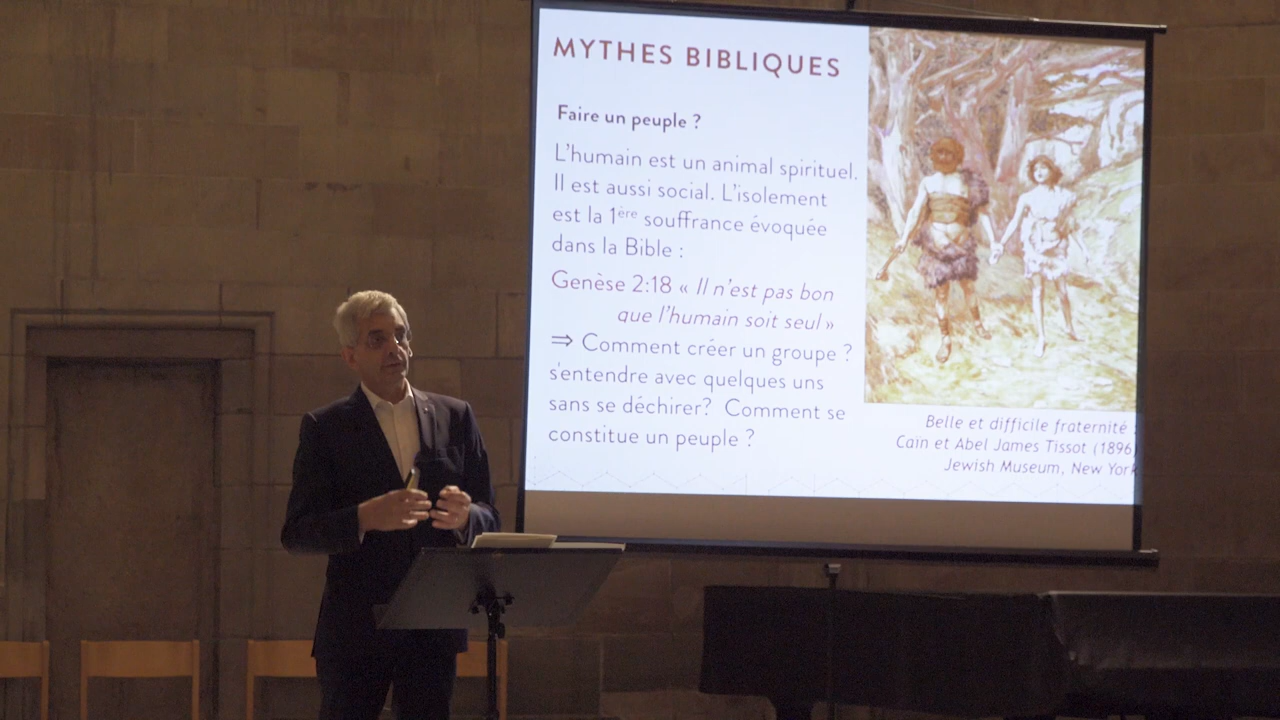 MYTHES BIBLIQUES
Faire un peuple ?
L'humain est un animal spirituel.
Il est aussi social. L'isolement
est la 1ère souffrance évoquée
dans la Bible :
Genèse 2:18 « Il n'est pas bon
que l'humain soit seul »
⇒ Comment créer un groupe ?
s'entendre avec quelques uns
sans se déchirer? Comment se
constitue un peuple ?
Belle et difficile fraternité :
Cain et Abel James Tissot (1896)
Jewish Museum, New York